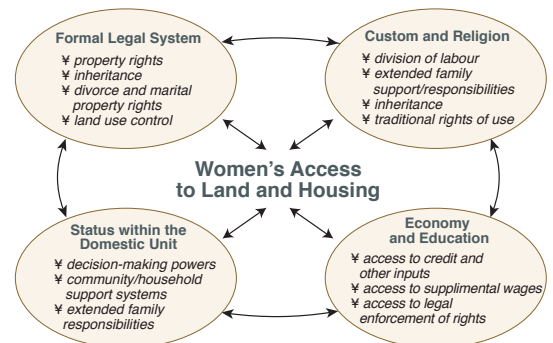 Formal Legal System
¥ property rights
¥ inheritance
¥ divorce and marital
property rights
¥ land use control
Custom and Religion
¥ division of labour
¥ extended family
support/responsibilities
¥ inheritance
¥ traditional rights of use
Women's Access
to Land and Housing
Status within the
Domestic Unit
¥ decision-making powers
¥ community/household
support systems
¥ extended family
responsibilities
Economy
and Education
¥ access to credit and
other inputs
¥ access to supplimental wages
¥ access to legal
enforcement of rights